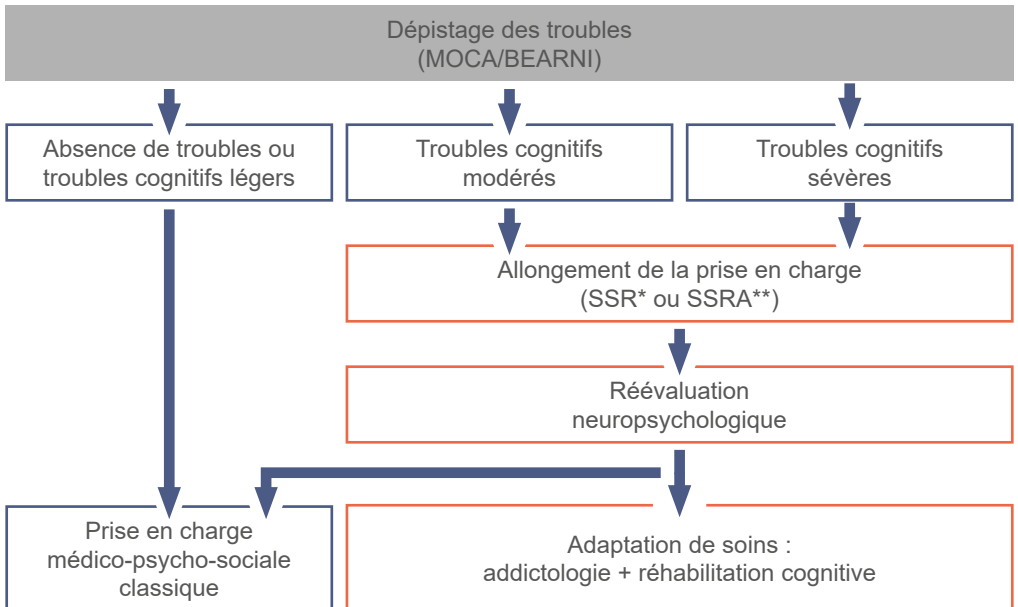 Dépistage des troubles
(MOCA/BEARNI)
Absence de troubles ou
troubles cognitifs légers
Troubles cognitifs
modérés
Troubles cognitifs
sévères
Allongement de la prise en charge
(SSR* ou SSRA**)
Réévaluation
neuropsychologique
Prise en charge
médico-psycho-sociale
classique
Adaptation de soins :
addictologie + réhabilitation cognitive